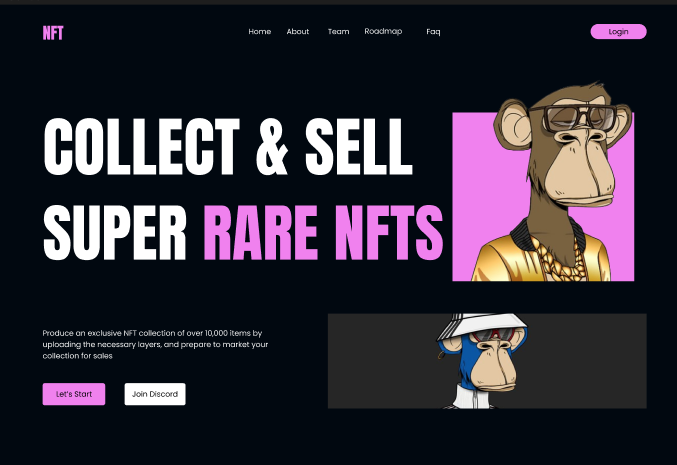 NFT
Home About Team Roadmap Faq
Login
COLLECT & SELL
SUPER RARE NFTS
Produce an exclusive NFT collection of over 10,000 items by
uploading the necessary layers, and prepare to market your
collection for sales
Let's Start
Join Discord